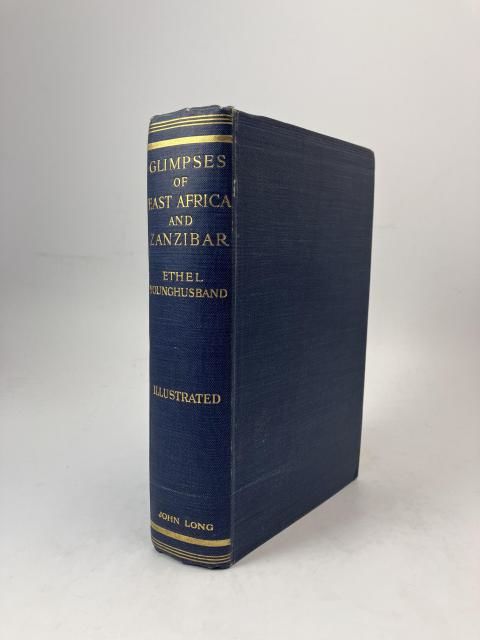 GLIMPSES
OF
EAST AFRICA
AND
ZANZIBAR
ETHEL
YOUNGHUSBAND
ILLUSTRATED
JOHN LONG